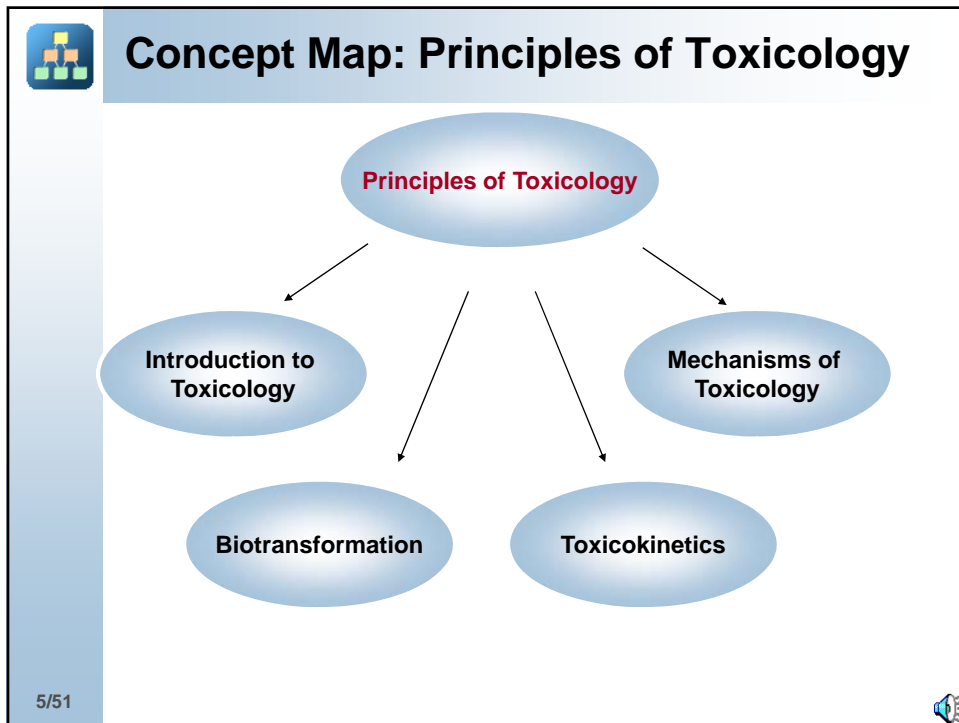 Concept Map: Principles of Toxicology
Principles of Toxicology
Introduction to
Toxicology
Mechanisms of
Toxicology
Biotransformation
Toxicokinetics
5/51